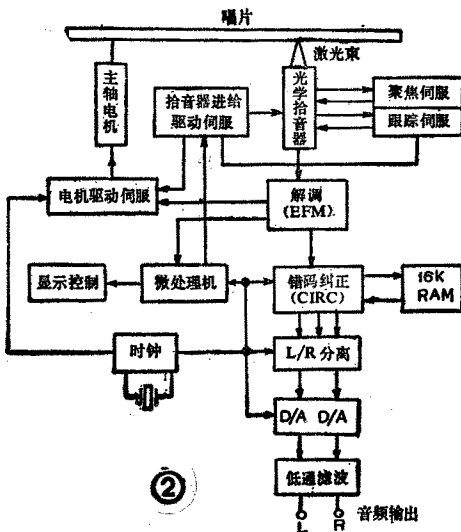 唱片
激光束
主轴电机
拾音器进给
驱动伺服
光学拾音器
聚焦伺服
跟踪伺服
电机驱动伺服
解调
(EFM)
显示控制
微处理机
错码纠正
(CIRC)
16K
RAM
时钟
L/R 分离
D/A D/A
低通滤波
②
音频输出
L R